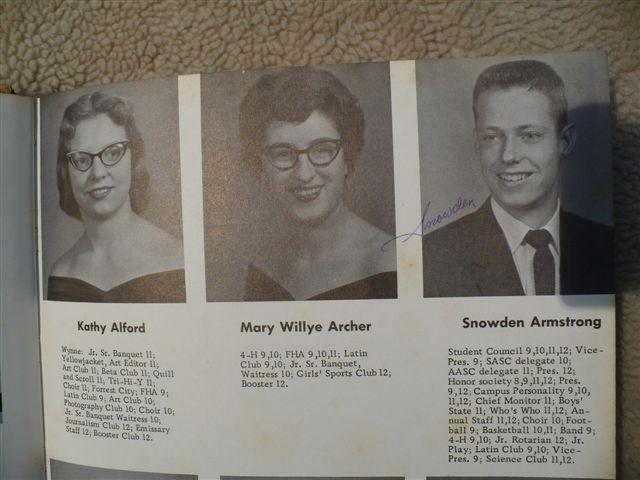 Snowden
Kathy Alford
Wynne: Jr. Sr. Banquet 11;
Yellowjacket, Art Editor 11;
Art Club 11; Beta Club 11; Quill
and Scroll 11; Tri-Hi-Y 11;
Choir 11; Forrest City; FHA 9;
Latin Club 9; Art Club 10;
Photography Club 10; Choir 10;
Jr. Sr. Banquet Waitress 10;
Journalism Club 12; Emissary
Staff 12; Booster Club 12.
Mary Willye Archer
4-H 9,10; FHA 9,10,11; Latin
Club 9,10; Jr. Sr. Banquet,
Waitress 10; Girls' Sports Club 12;
Booster 12.
Snowden Armstrong
Student Council 9,10,11,12; Vice-
Pres. 9; SASC delegate 10;
AASC delegate 11; Pres. 12;
Honor society 8,9,11,12; Pres.
9,12; Campus Personality 9,10,
11,12; Chief Monitor 11; Boys'
State 11; Who's Who 11,12; An-
nual Staff 11,12; Choir 10; Foot-
ball 9; Basketball 10,11; Band 9;
4-H 9,10; Jr. Rotarian 12; Jr.
Play; Latin Club 9,10; Vice-
Pres. 9; Science Club 11,12.